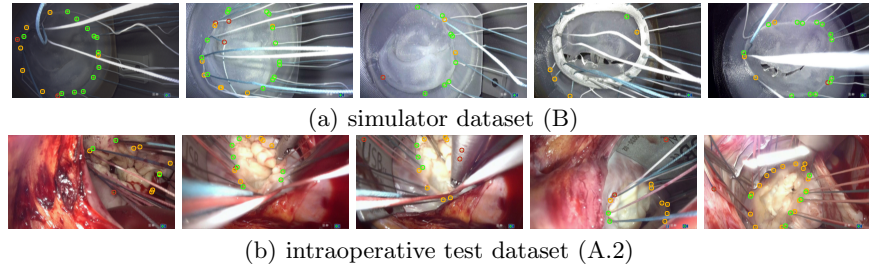 (a) simulator dataset (B)
(b) intraoperative test dataset (A.2)